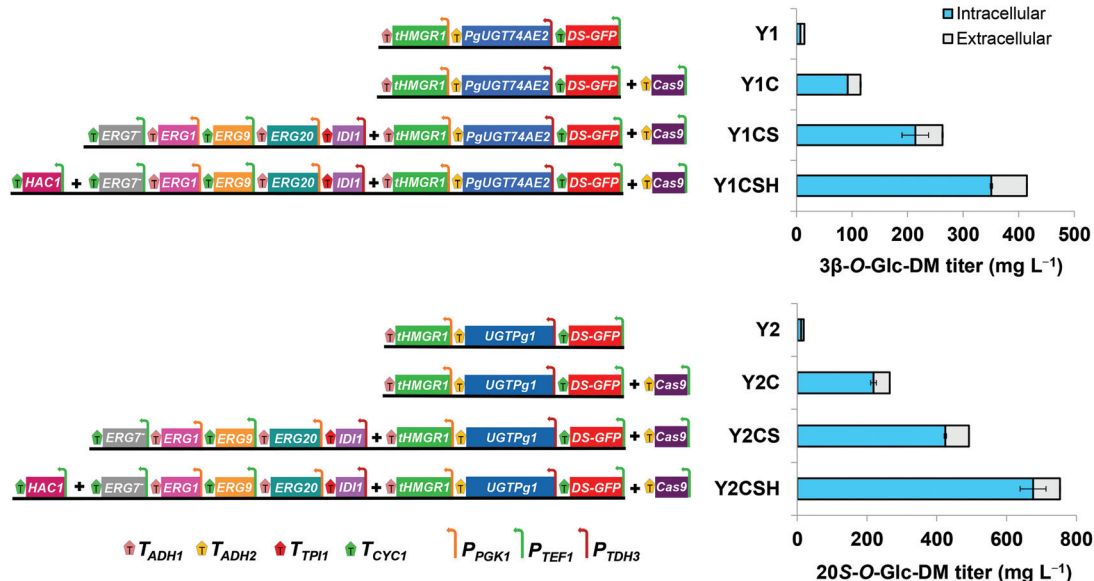 Intracellular
Extracellular
T tHMGR1 T PgUGT74AE2 T DS-GFP
Y1
T tHMGR1 T PgUGT74AE2 T DS-GFP + T Cas9
Y1C
T ERG7⁻ T ERG1 T ERG9 T ERG20 T IDI1 + T tHMGR1 T PgUGT74AE2 T DS-GFP + T Cas9
Y1CS
T HAC1 + T ERG7⁻ T ERG1 T ERG9 T ERG20 T IDI1 + T tHMGR1 T PgUGT74AE2 T DS-GFP + T Cas9
Y1CSH
0 100 200 300 400 500
3β-O-Glc-DM titer (mg L⁻¹)
T tHMGR1 T UGTPg1 T DS-GFP
Y2
T tHMGR1 T UGTPg1 T DS-GFP + T Cas9
Y2C
T ERG7⁻ T ERG1 T ERG9 T ERG20 T IDI1 + T tHMGR1 T UGTPg1 T DS-GFP + T Cas9
Y2CS
T HAC1 + T ERG7⁻ T ERG1 T ERG9 T ERG20 T IDI1 + T tHMGR1 T UGTPg1 T DS-GFP + T Cas9
Y2CSH
0 200 400 600 800
20S-O-Glc-DM titer (mg L⁻¹)
T T_ADH1 T T_ADH2 T T_TPI1 T T_CYC1 P_PGK1 P_TEF1 P_TDH3